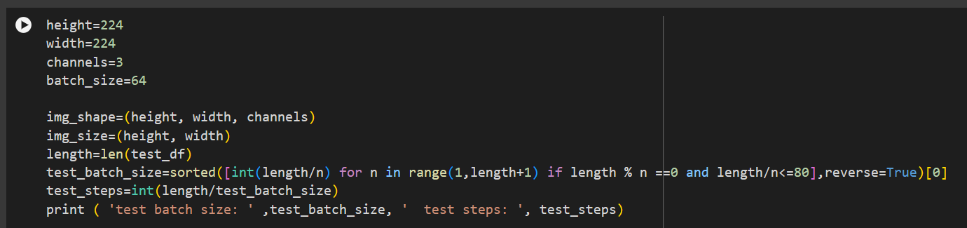 height=224
width=224
channels=3
batch_size=64
img_shape=(height, width, channels)
img_size=(height, width)
length=len(test_df)
test_batch_size=sorted([int(length/n) for n in range(1,length+1) if length % n ==0 and length/n<=80],reverse=True)[0]
test_steps=int(length/test_batch_size)
print ( 'test batch size: ' ,test_batch_size, '  test steps: ', test_steps)